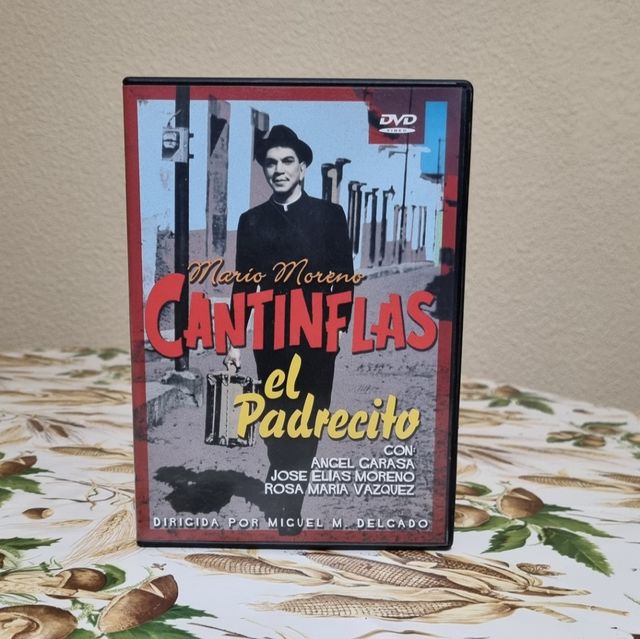 DVD
VIDEO
Mario Moreno
CANTINFLAS
el
Padrecito
CON:
ANGEL GARASA
JOSE ELIAS MORENO
ROSA MARIA VAZQUEZ
DIRIGIDA POR MIGUEL M. DELGADO